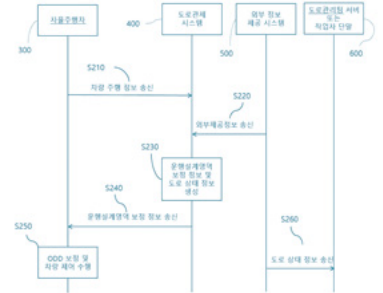 자율주행차
300
도로관제
시스템
400
외부 정보
제공 시스템
500
도로관리청 서버
또는
작업자 단말
600
S210
차량 주행 정보 송신
S220
외부제공정보 송신
S230
운행설계영역
보정 정보 및
도로 상태 정보
생성
S240
운행설계영역 보정 정보 송신
S250
ODD 보정 및
차량 제어 수행
S260
도로 상태 정보 송신